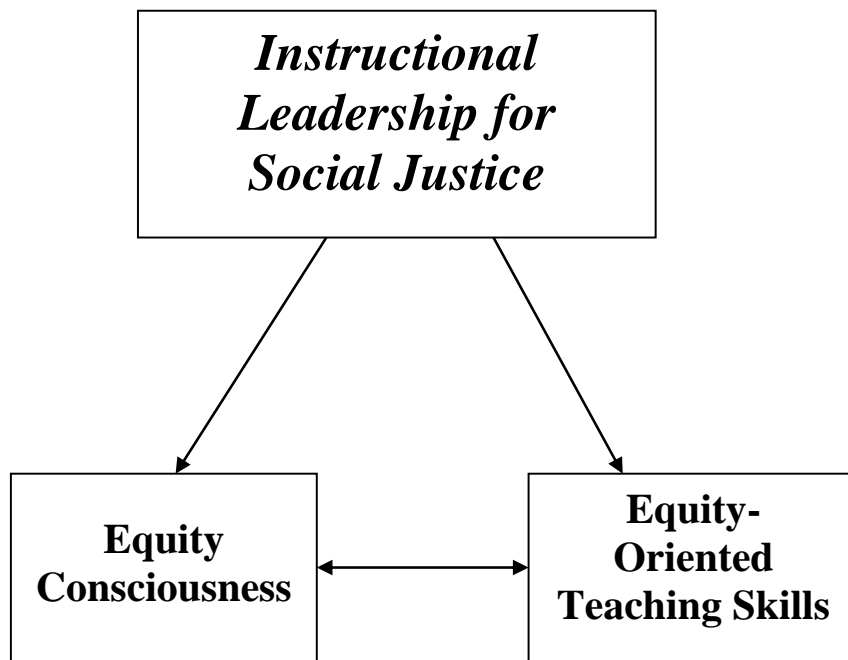 Instructional
Leadership for
Social Justice
Equity
Consciousness
Equity-
Oriented
Teaching Skills